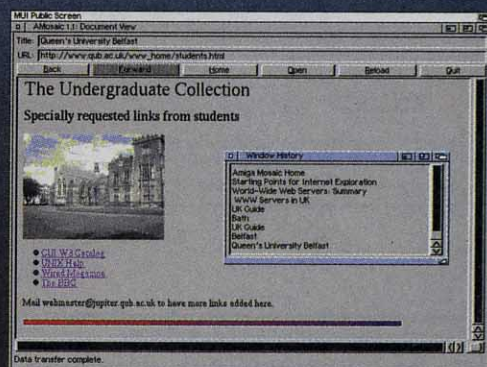 MUI Public Screen
AMosaic 1.1: Document View
Title: Queen's University Belfast
URL: http://www.qub.ac.uk/www_home/students.html
Back Forward Home Open Reload Quit
The Undergraduate Collection
Specially requested links from students
Window History
Amiga Mosaic Home
Starting Points for Internet Exploration
World-Wide Web Servers: Summary
WWW Servers in UK
UK Guide
Bath
UK Guide
Belfast
Queen's University Belfast
CUI W3 Catalog
UNIX Help
Wired Magazine
The BBC
Mail webmaster@jupiter.qub.ac.uk to have more links added here.
Data transfer complete.